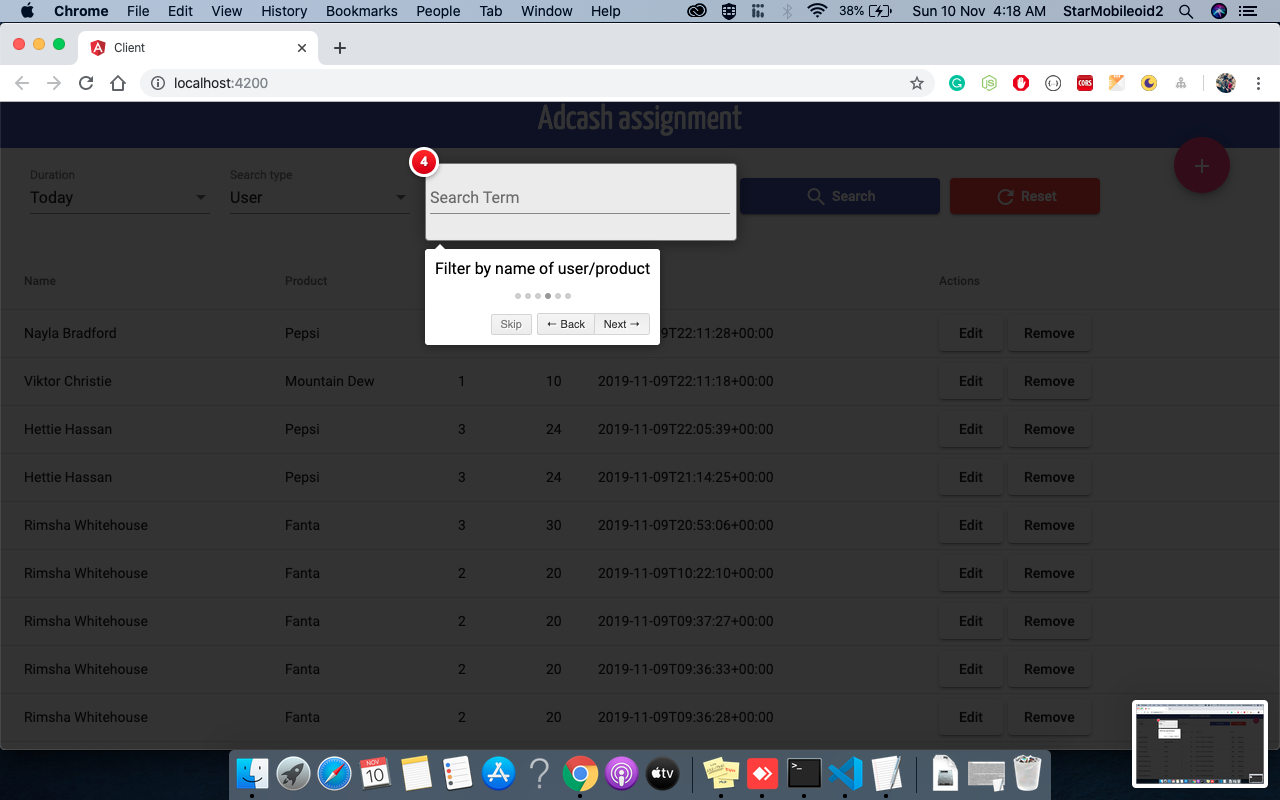 Chrome File Edit View History Bookmarks People Tab Window Help 38% Sun 10 Nov 4:18 AM StarMobileoid2
Client
localhost:4200
CORS
Adcash assignment
4
Duration
Today
Search type
User
Search Term
Search
Reset
Filter by name of user/product
Skip ← Back Next →
Name Product Actions
Nayla Bradford Pepsi 9T22:11:28+00:00 Edit Remove
Viktor Christie Mountain Dew 1 10 2019-11-09T22:11:18+00:00 Edit Remove
Hettie Hassan Pepsi 3 24 2019-11-09T22:05:39+00:00 Edit Remove
Hettie Hassan Pepsi 3 24 2019-11-09T21:14:25+00:00 Edit Remove
Rimsha Whitehouse Fanta 3 30 2019-11-09T20:53:06+00:00 Edit Remove
Rimsha Whitehouse Fanta 2 20 2019-11-09T10:22:10+00:00 Edit Remove
Rimsha Whitehouse Fanta 2 20 2019-11-09T09:37:27+00:00 Edit Remove
Rimsha Whitehouse Fanta 2 20 2019-11-09T09:36:33+00:00 Edit Remove
Rimsha Whitehouse Fanta 2 20 2019-11-09T09:36:28+00:00 Edit Remove
NOV
10
tv